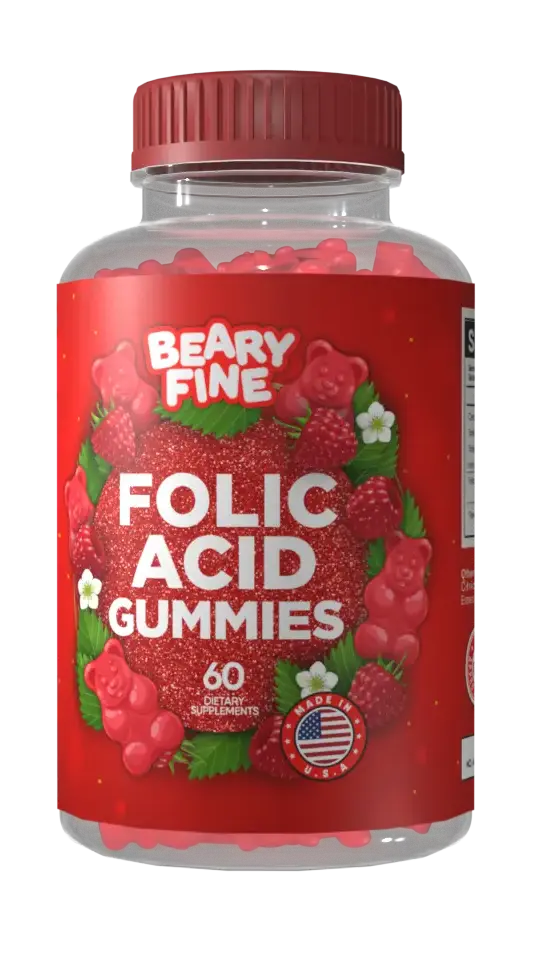 BEARY
FINE
FOLIC
ACID
GUMMIES
60
DIETARY
SUPPLEMENTS
MADE IN
U.S.A